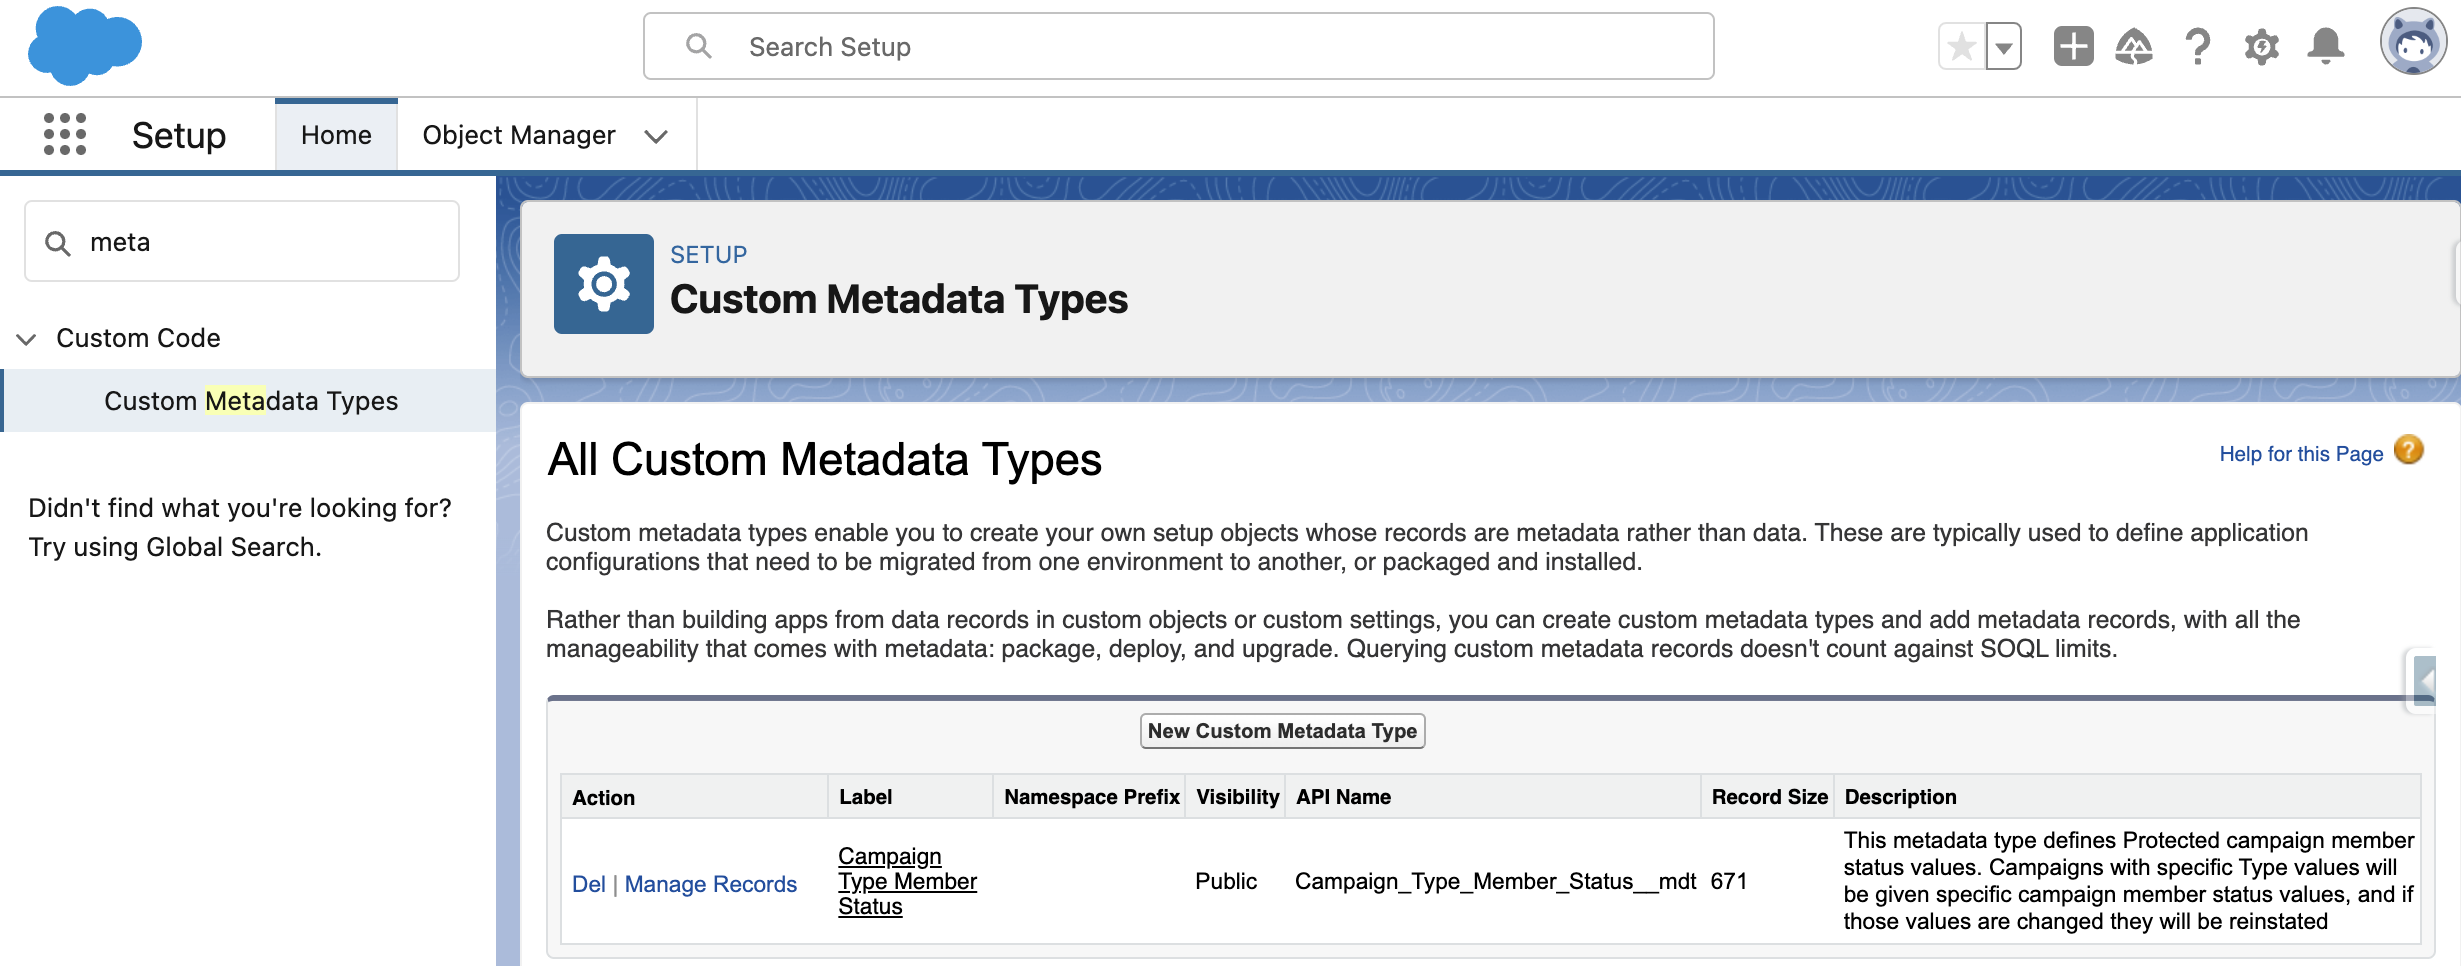 Search Setup
Setup
Home
Object Manager
meta
Custom Code
Custom Metadata Types
Didn't find what you're looking for?
Try using Global Search.
SETUP
Custom Metadata Types
All Custom Metadata Types
Help for this Page
Custom metadata types enable you to create your own setup objects whose records are metadata rather than data. These are typically used to define application
configurations that need to be migrated from one environment to another, or packaged and installed.
Rather than building apps from data records in custom objects or custom settings, you can create custom metadata types and add metadata records, with all the
manageability that comes with metadata: package, deploy, and upgrade. Querying custom metadata records doesn't count against SOQL limits.
New Custom Metadata Type
Action Label Namespace Prefix Visibility API Name Record Size Description
Del | Manage Records
Campaign
Type Member
Status
Public
Campaign_Type_Member_Status__mdt
671
This metadata type defines Protected campaign member
status values. Campaigns with specific Type values will
be given specific campaign member status values, and if
those values are changed they will be reinstated